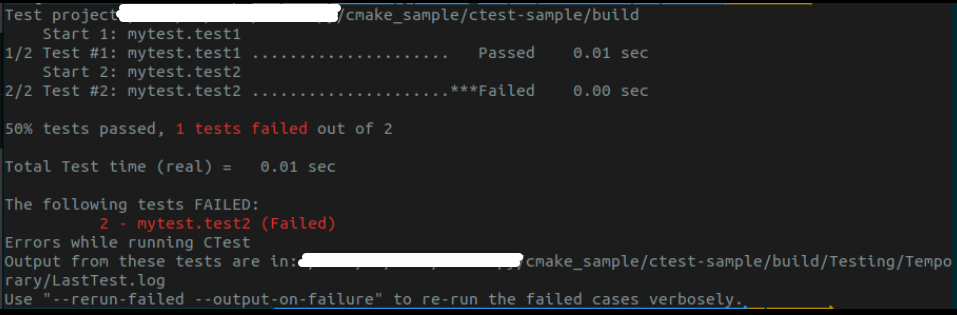 Test project /cmake_sample/ctest-sample/build
    Start 1: mytest.test1
1/2 Test #1: mytest.test1 .....................   Passed    0.01 sec
    Start 2: mytest.test2
2/2 Test #2: mytest.test2 .....................***Failed    0.00 sec
50% tests passed, 1 tests failed out of 2
Total Test time (real) =   0.01 sec
The following tests FAILED:
          2 - mytest.test2 (Failed)
Errors while running CTest
Output from these tests are in: /cmake_sample/ctest-sample/build/Testing/Tempo
rary/LastTest.log
Use "--rerun-failed --output-on-failure" to re-run the failed cases verbosely.